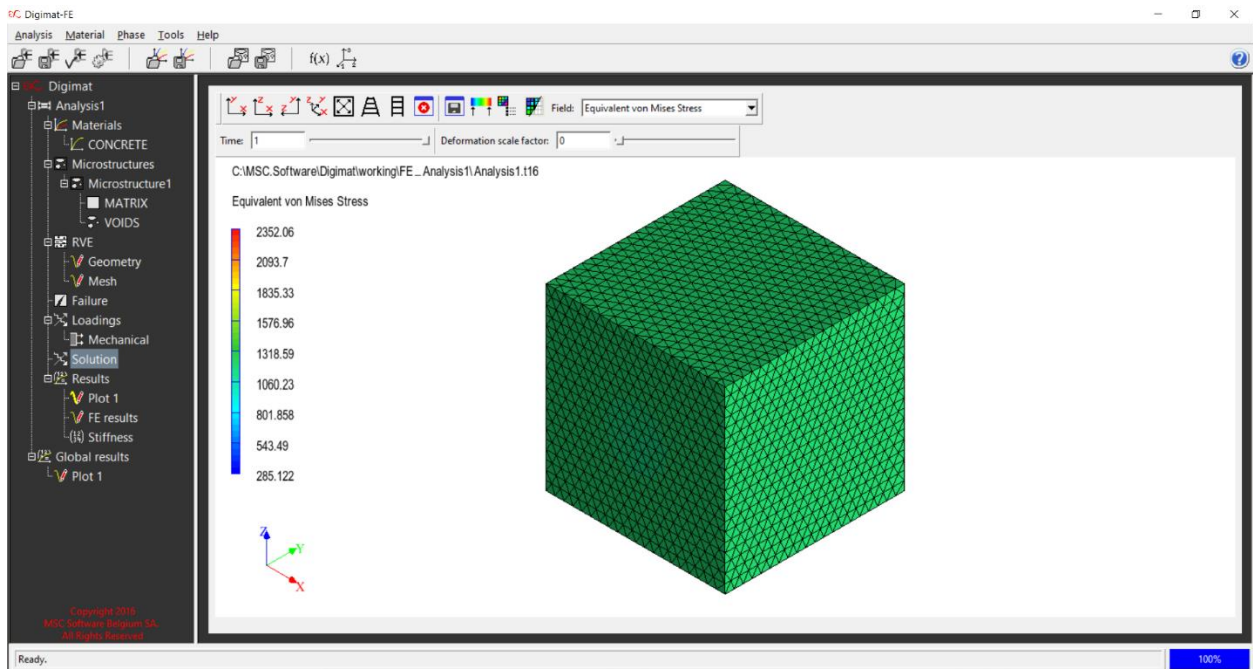 Digimat-FE
Analysis Material Phase Tools Help
f(x)
Digimat
Analysis1
Materials
CONCRETE
Microstructures
Microstructure1
MATRIX
VOIDS
RVE
Geometry
Mesh
Failure
Loadings
Mechanical
Solution
Results
Plot 1
FE results
Stiffness
Global results
Plot 1
Copyright 2016
MSC Software Belgium SA.
All Rights Reserved
Field: Equivalent von Mises Stress
Time: 1 Deformation scale factor: 0
C:\MSC.Software\Digimat\working\FE_Analysis1\Analysis1.t16
Equivalent von Mises Stress
2352.06
2093.7
1835.33
1576.96
1318.59
1060.23
801.858
543.49
285.122
Z
Y
X
Ready. 100%